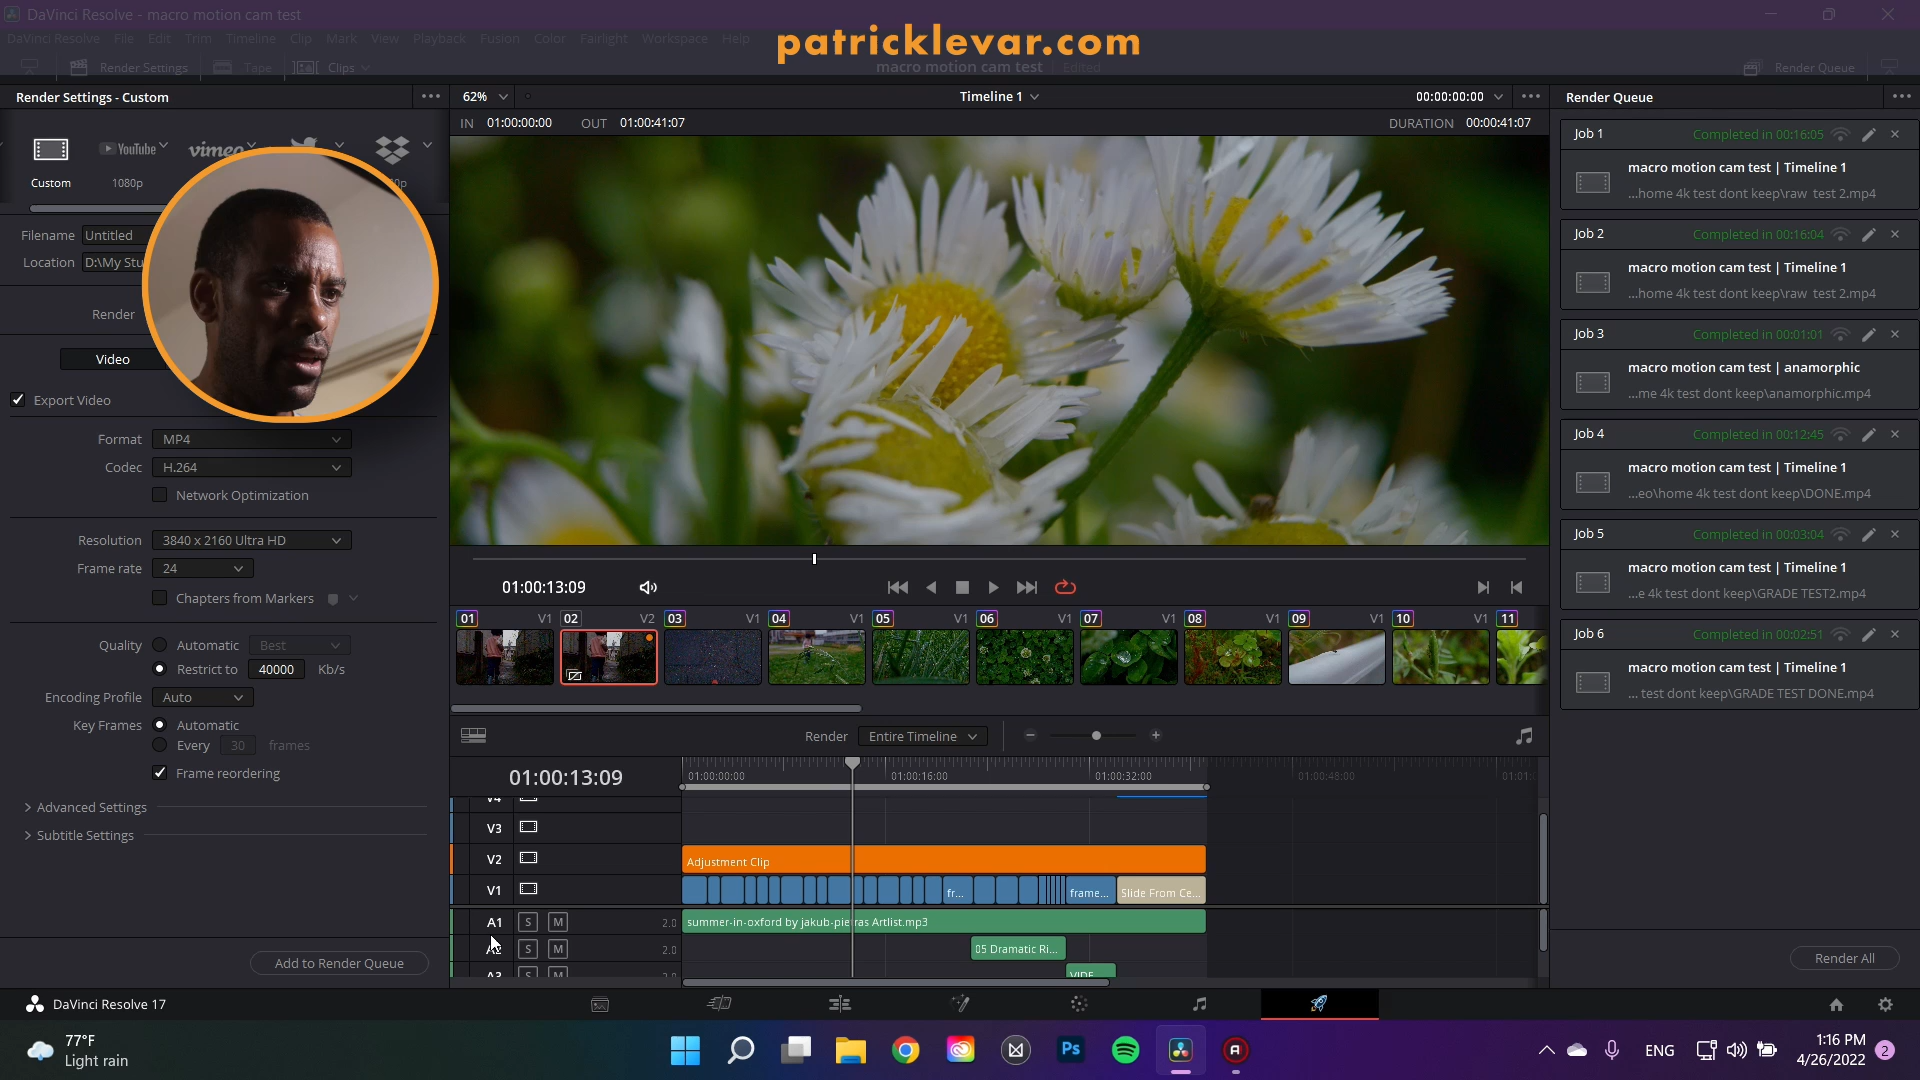 DaVinci Resolve - macro motion cam test
DaVinci Resolve File Edit Trim Timeline Clip Mark View Playback Fusion Color Fairlight Workspace Help
patricklevar.com
Render Settings Tape Clips
macro motion cam test Edited
Render Queue
Render Settings - Custom
62%
Timeline 1
00:00:00:00
Render Queue
IN 01:00:00:00 OUT 01:00:41:07
DURATION 00:00:41:07
YouTube
vimeo
Custom
1080p
Filename Untitled
Location D:\My Stu
Render
Video
Export Video
Format MP4
Codec H.264
Network Optimization
Resolution 3840 x 2160 Ultra HD
Frame rate 24
Chapters from Markers
Quality Automatic Best
Restrict to 40000 Kb/s
Encoding Profile Auto
Key Frames Automatic
Every 30 frames
Frame reordering
Advanced Settings
Subtitle Settings
Add to Render Queue
01:00:13:09
01 V1 02 V2 03 V1 04 V1 05 V1 06 V1 07 V1 08 V1 09 V1 10 V1 11
Render Entire Timeline
01:00:13:09
01:00:00:00 01:00:16:00 01:00:32:00 01:00:48:00
V4
V3
V2 Adjustment Clip
V1 fr... frame... Slide From Ce...
A1 S M 2.0 summer-in-oxford by jakub-pietras Artlist.mp3
S M 2.0 05 Dramatic Ri...
A3 S M 2.0
Job 1 Completed in 00:16:05
macro motion cam test | Timeline 1
...home 4k test dont keep\raw test 2.mp4
Job 2 Completed in 00:16:04
macro motion cam test | Timeline 1
...home 4k test dont keep\raw test 2.mp4
Job 3 Completed in 00:01:01
macro motion cam test | anamorphic
...me 4k test dont keep\anamorphic.mp4
Job 4 Completed in 00:12:45
macro motion cam test | Timeline 1
...eo\home 4k test dont keep\DONE.mp4
Job 5 Completed in 00:03:04
macro motion cam test | Timeline 1
...e 4k test dont keep\GRADE TEST2.mp4
Job 6 Completed in 00:02:51
macro motion cam test | Timeline 1
... test dont keep\GRADE TEST DONE.mp4
Render All
DaVinci Resolve 17
77°F
Light rain
Ps
ENG
1:16 PM
4/26/2022
2